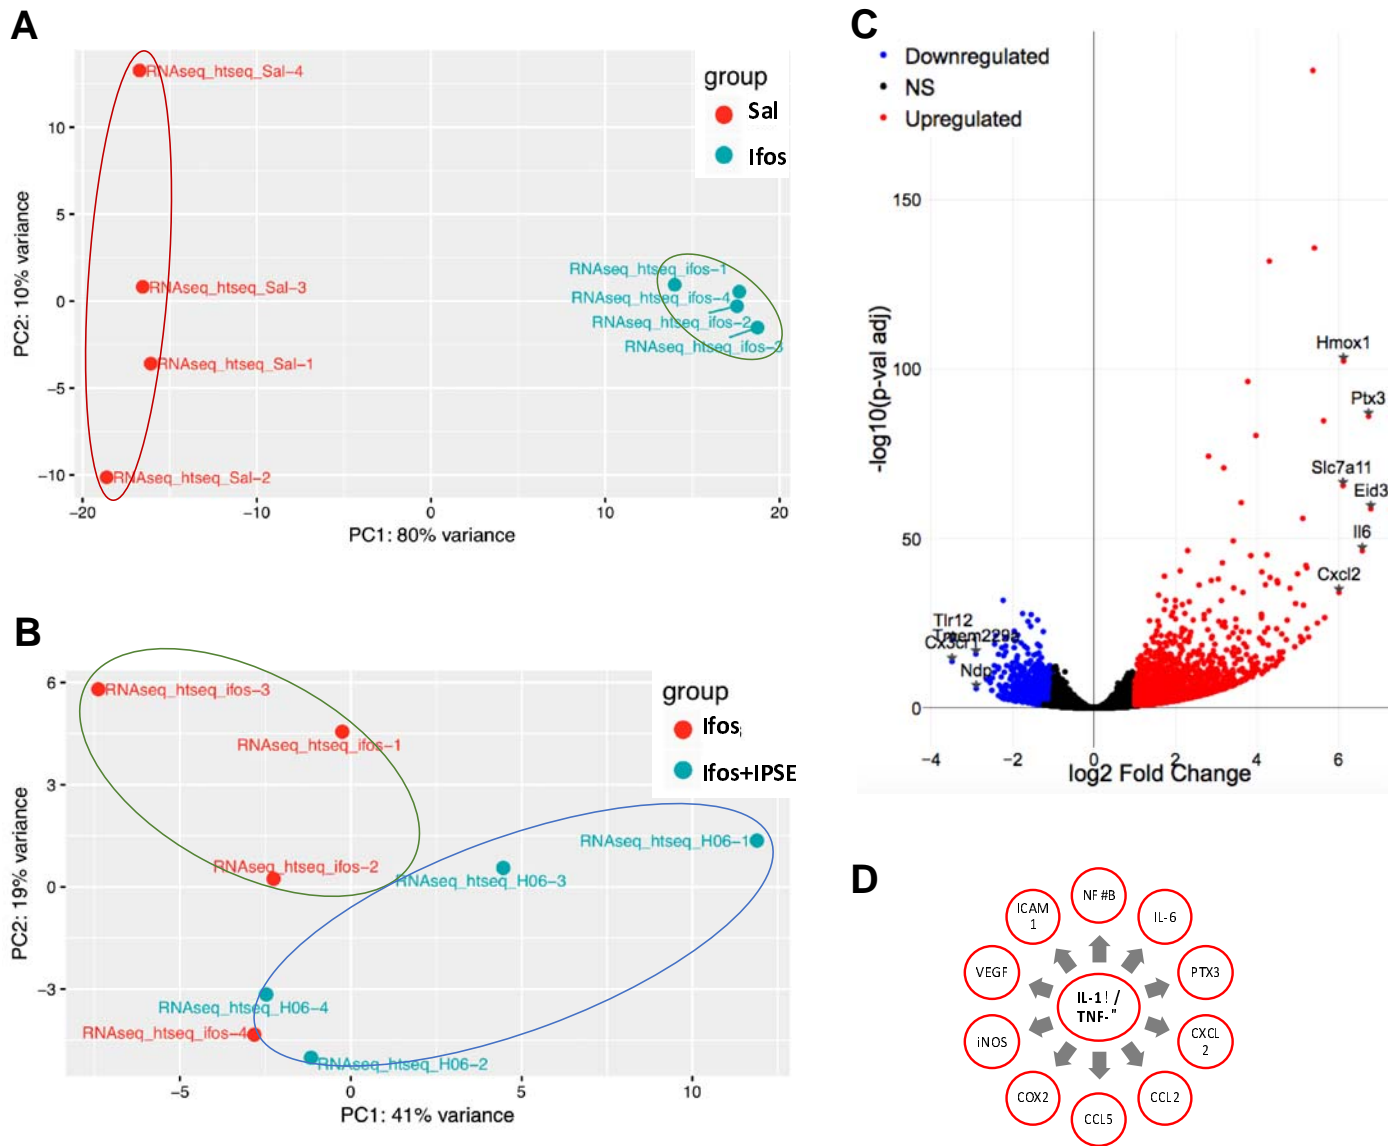 A
RNAseq_htseq_Sal−4
RNAseq_htseq_Sal−3
RNAseq_htseq_Sal−1
RNAseq_htseq_Sal−2
RNAseq_htseq_ifos−1
RNAseq_htseq_ifos−4
RNAseq_htseq_ifos−2
RNAseq_htseq_ifos−3
group
Sal
Ifos
10
5
0
−5
−10
PC2: 10% variance
−20
−10
0
10
20
PC1: 80% variance
B
RNAseq_htseq_ifos−3
RNAseq_htseq_ifos−1
RNAseq_htseq_ifos−2
RNAseq_htseq_H06−1
RNAseq_htseq_H06−3
RNAseq_htseq_H06−4
RNAseq_htseq_ifos−4
RNAseq_htseq_H06−2
group
Ifos
Ifos+IPSE
6
3
0
−3
PC2: 19% variance
−5
0
5
10
PC1: 41% variance
C
Downregulated
NS
Upregulated
150
100
50
0
-log10(p-val adj)
Hmox1
Ptx3
Slc7a11
Eid3
Il6
Cxcl2
Tlr12
Tmem229a
Cx3cr1
Ndp
−4
−2
0
2
4
6
log2 Fold Change
D
NF #B
IL-6
PTX3
CXCL
2
CCL2
CCL5
COX2
iNOS
VEGF
ICAM
1
IL-1! /
TNF-"